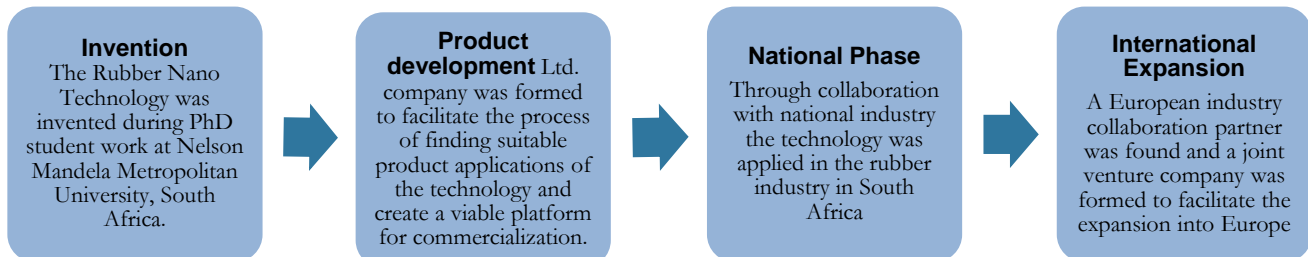 Invention
The Rubber Nano
Technology was
invented during PhD
student work at Nelson
Mandela Metropolitan
University, South
Africa.
Product
development Ltd.
company was formed
to facilitate the process
of finding suitable
product applications of
the technology and
create a viable platform
for commercialization.
National Phase
Through collaboration
with national industry
the technology was
applied in the rubber
industry in South
Africa
International
Expansion
A European industry
collaboration partner
was found and a joint
venture company was
formed to facilitate the
expansion into Europe